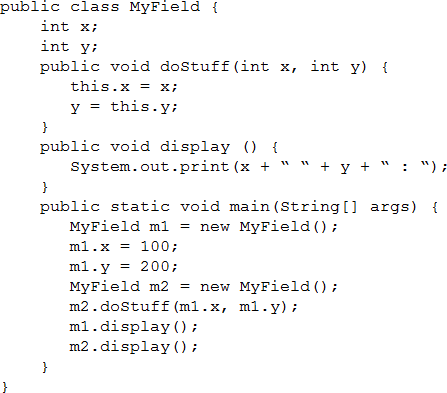 public class MyField {
    int x;
    int y;
    public void doStuff(int x, int y) {
        this.x = x;
        y = this.y;
    }
    public void display () {
        System.out.print(x + “ “ + y + “ : “);
    }
    public static void main(String[] args) {
        MyField m1 = new MyField();
        m1.x = 100;
        m1.y = 200;
        MyField m2 = new MyField();
        m2.doStuff(m1.x, m1.y);
        m1.display();
        m2.display();
    }
}